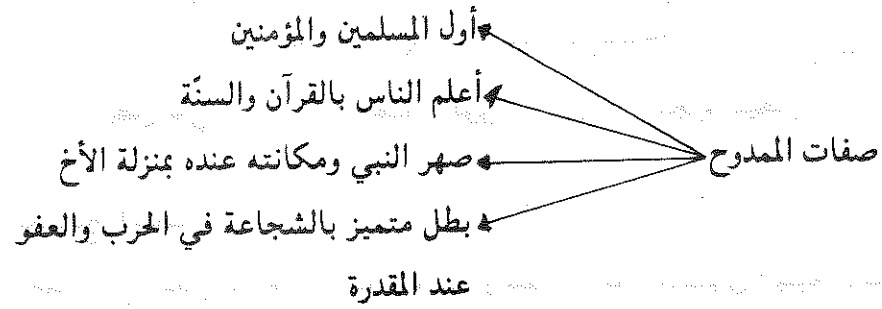 أول المسلمين والمؤمنين
أعلم الناس بالقرآن والسنّة
صفات الممدوح
صهر النبي ومكانته عنده بمنزلة الأخ
بطل متميز بالشجاعة في الحرب والعفو
عند المقدرة